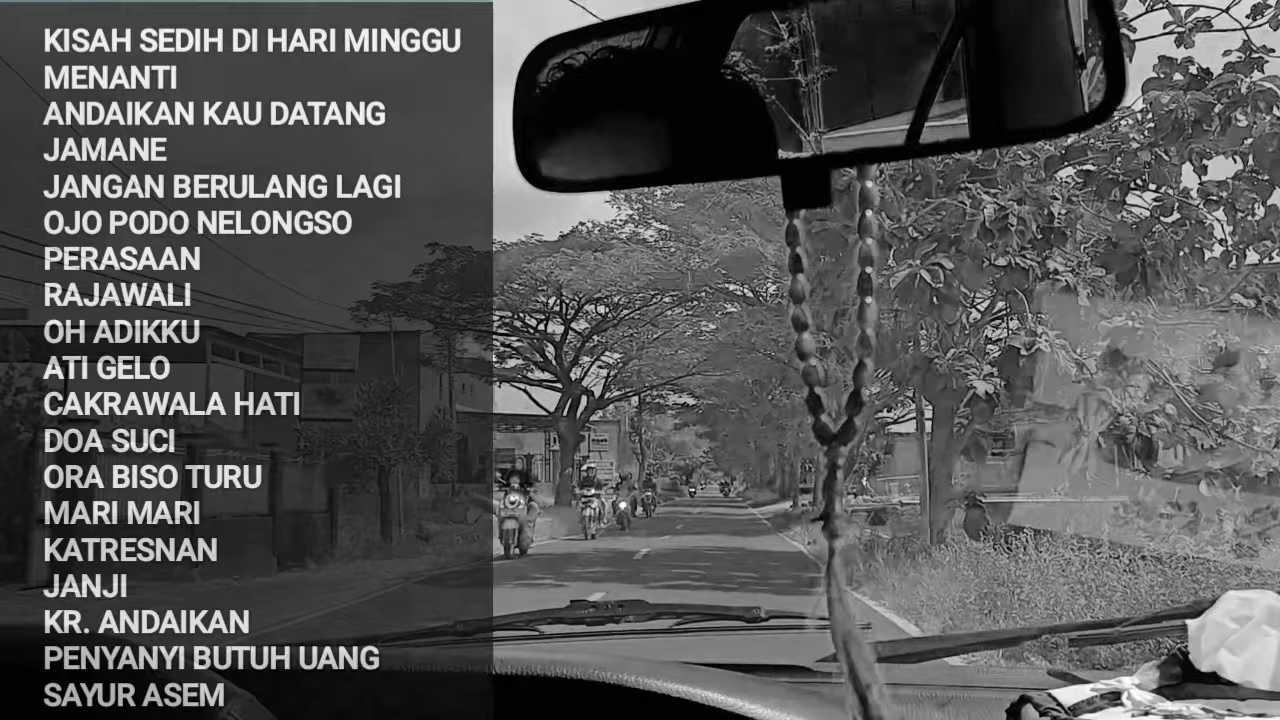 KISAH SEDIH DI HARI MINGGU
MENANTI
ANDAIKAN KAU DATANG
JAMANE
JANGAN BERULANG LAGI
OJO PODO NELONGSO
PERASAAN
RAJAWALI
OH ADIKKU
ATI GELO
CAKRAWALA HATI
DOA SUCI
ORA BISO TURU
MARI MARI
KATRESNAN
JANJI
KR. ANDAIKAN
PENYANYI BUTUH UANG
SAYUR ASEM